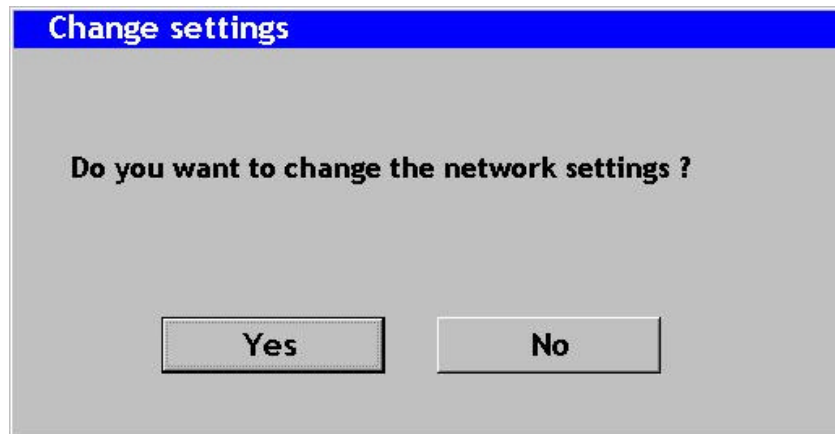 Change settings
Do you want to change the network settings ?
Yes No